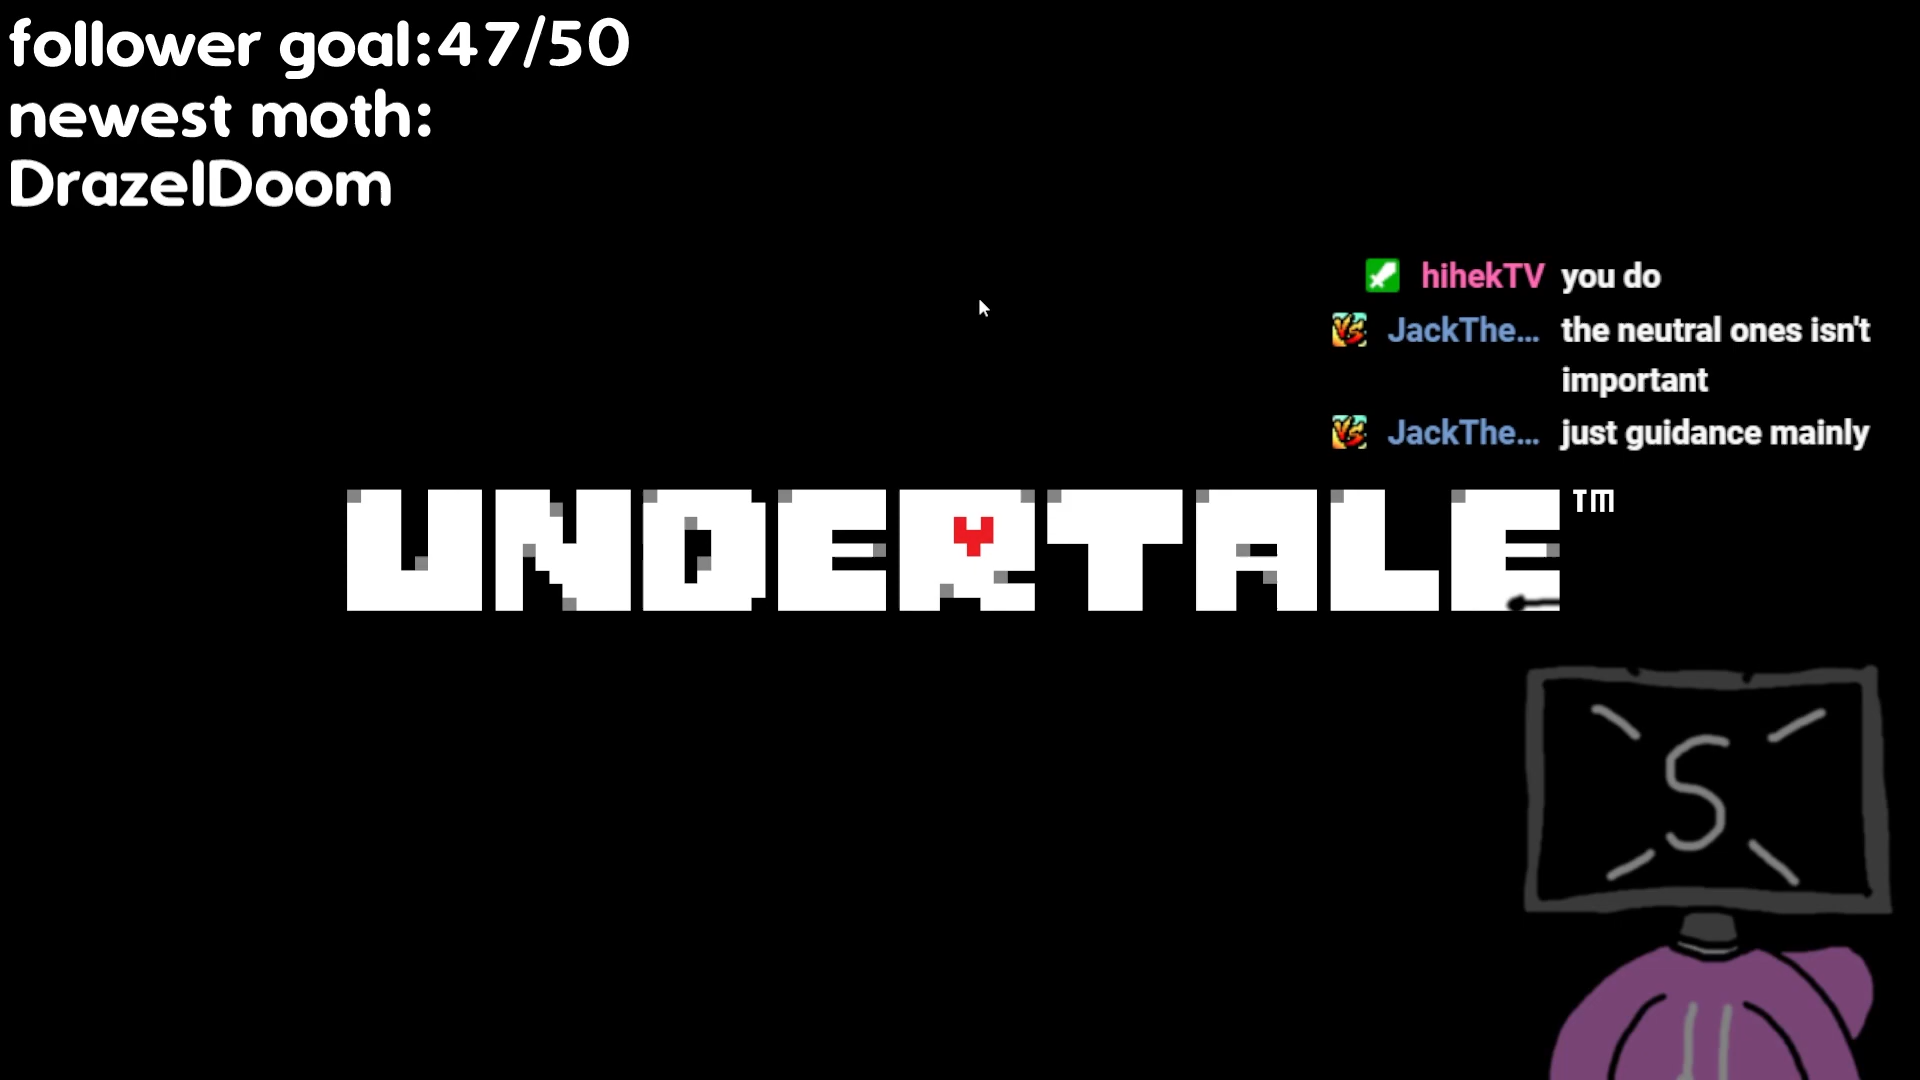 follower goal:47/50
newest moth:
DrazelDoom
hihekTV you do
JackThe... the neutral ones isn't
important
JackThe... just guidance mainly
UNDERTALE™
S